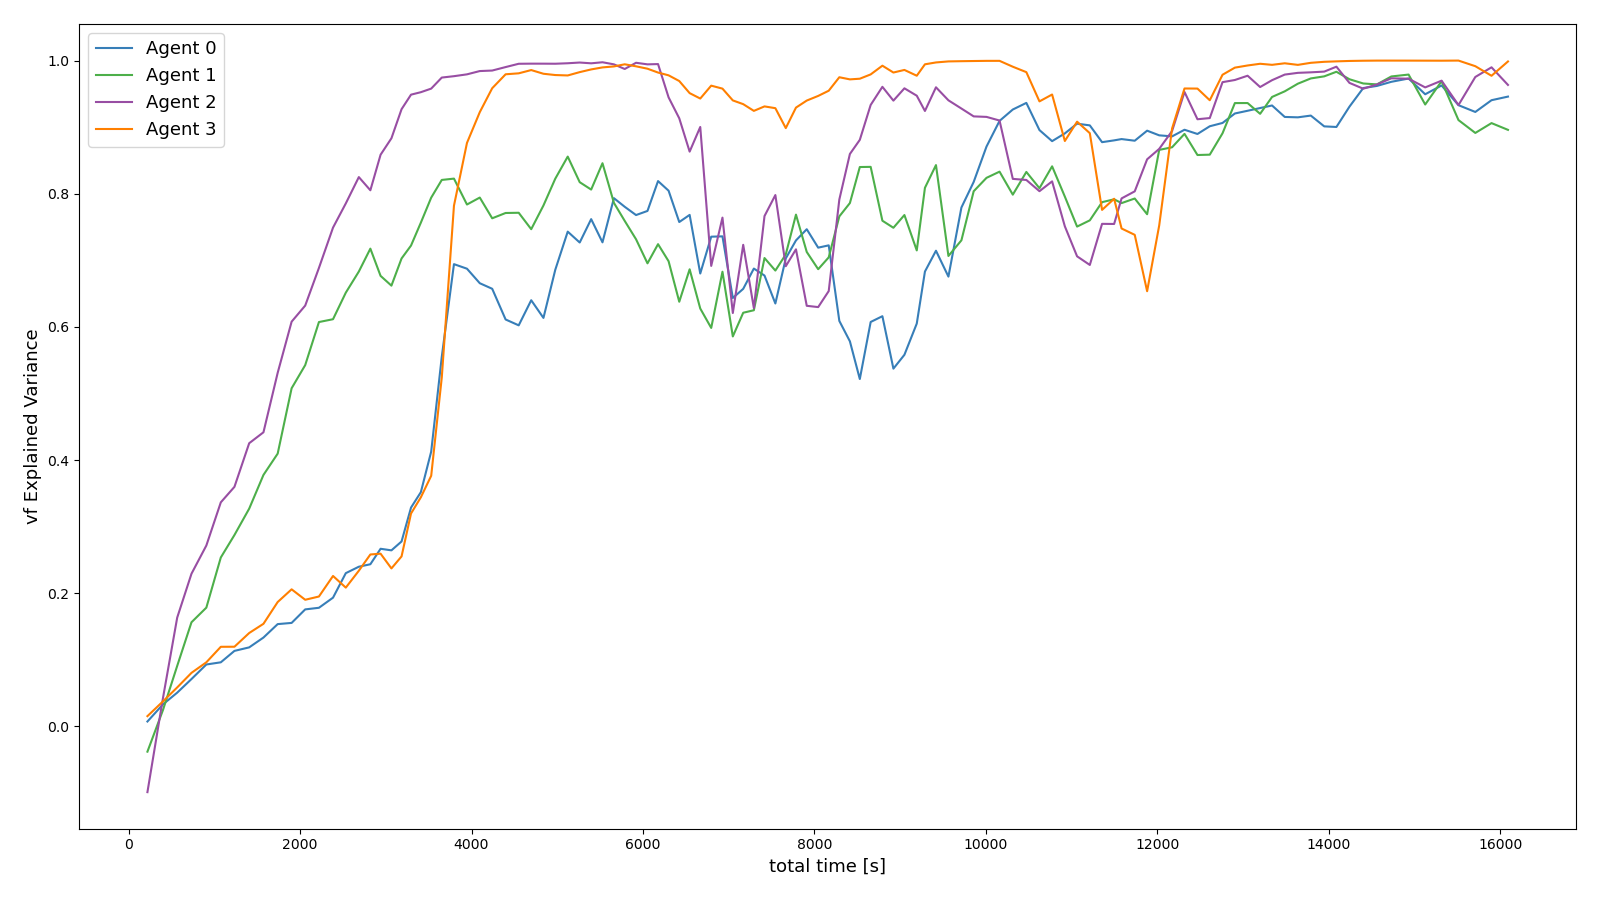 Agent 0
Agent 1
Agent 2
Agent 3
vf Explained Variance
1.0
0.8
0.6
0.4
0.2
0.0
0 2000 4000 6000 8000 10000 12000 14000 16000
total time [s]